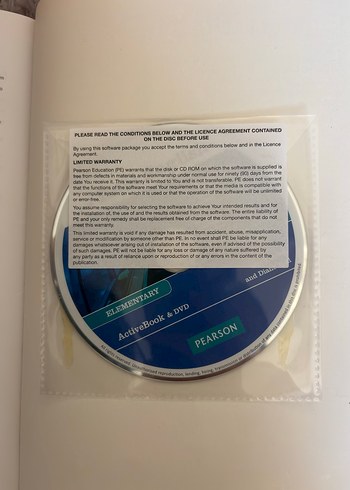 PLEASE READ THE CONDITIONS BELOW AND THE LICENCE AGREEMENT CONTAINED
ON THE DISC BEFORE USE
By using this software package you accept the terms and conditions below and in the Licence
Agreement.
LIMITED WARRANTY
Pearson Education (PE) warrants that the disk or CD ROM on which the software is supplied is
free from defects in materials and workmanship under normal use for ninety (90) days from the
date You receive it. This warranty is limited to You and is not transferable. PE does not warrant
that the functions of the software meet Your requirements or that the media is compatible with
any computer system on which it is used or that the operation of the software will be unlimited
or error-free.
You assume responsibility for selecting the software to achieve Your intended results and for
the installation of, the use of and the results obtained from the software. The entire liability of
PE and your only remedy shall be replacement free of charge of the components that do not
meet this warranty.
This limited warranty is void if any damage has resulted from accident, abuse, misapplication,
service or modification by someone other than PE. In no event shall PE be liable for any
damages whatsoever arising out of installation of the software, even if advised of the possibility
of such damages. PE will not be liable for any loss or damage of any nature suffered by
any party as a result of reliance upon or reproduction of or any errors in the content of the
publication.
ELEMENTARY
ActiveBook & DVD
PEARSON